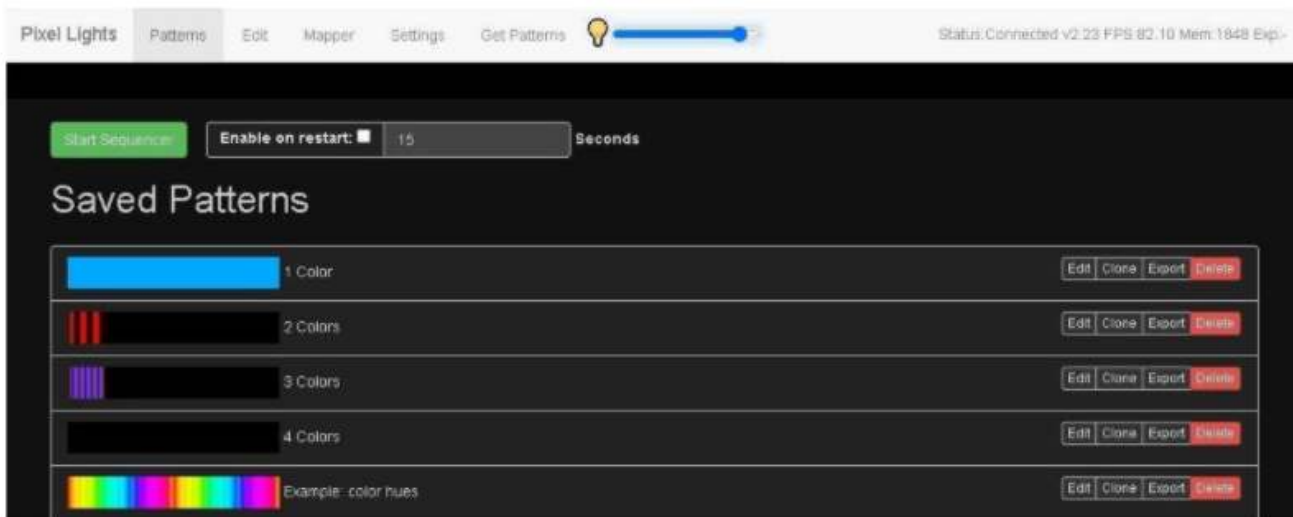 Pixel Lights Patterns Edit Mapper Settings Get Patterns Status:Connected v2.23 FPS:82.10 Mem:1848 Exp:-
Start Sequencer Enable on restart: 15 Seconds
Saved Patterns
1 Color Edit Clone Export Delete
2 Colors Edit Clone Export Delete
3 Colors Edit Clone Export Delete
4 Colors Edit Clone Export Delete
Example: color hues Edit Clone Export Delete